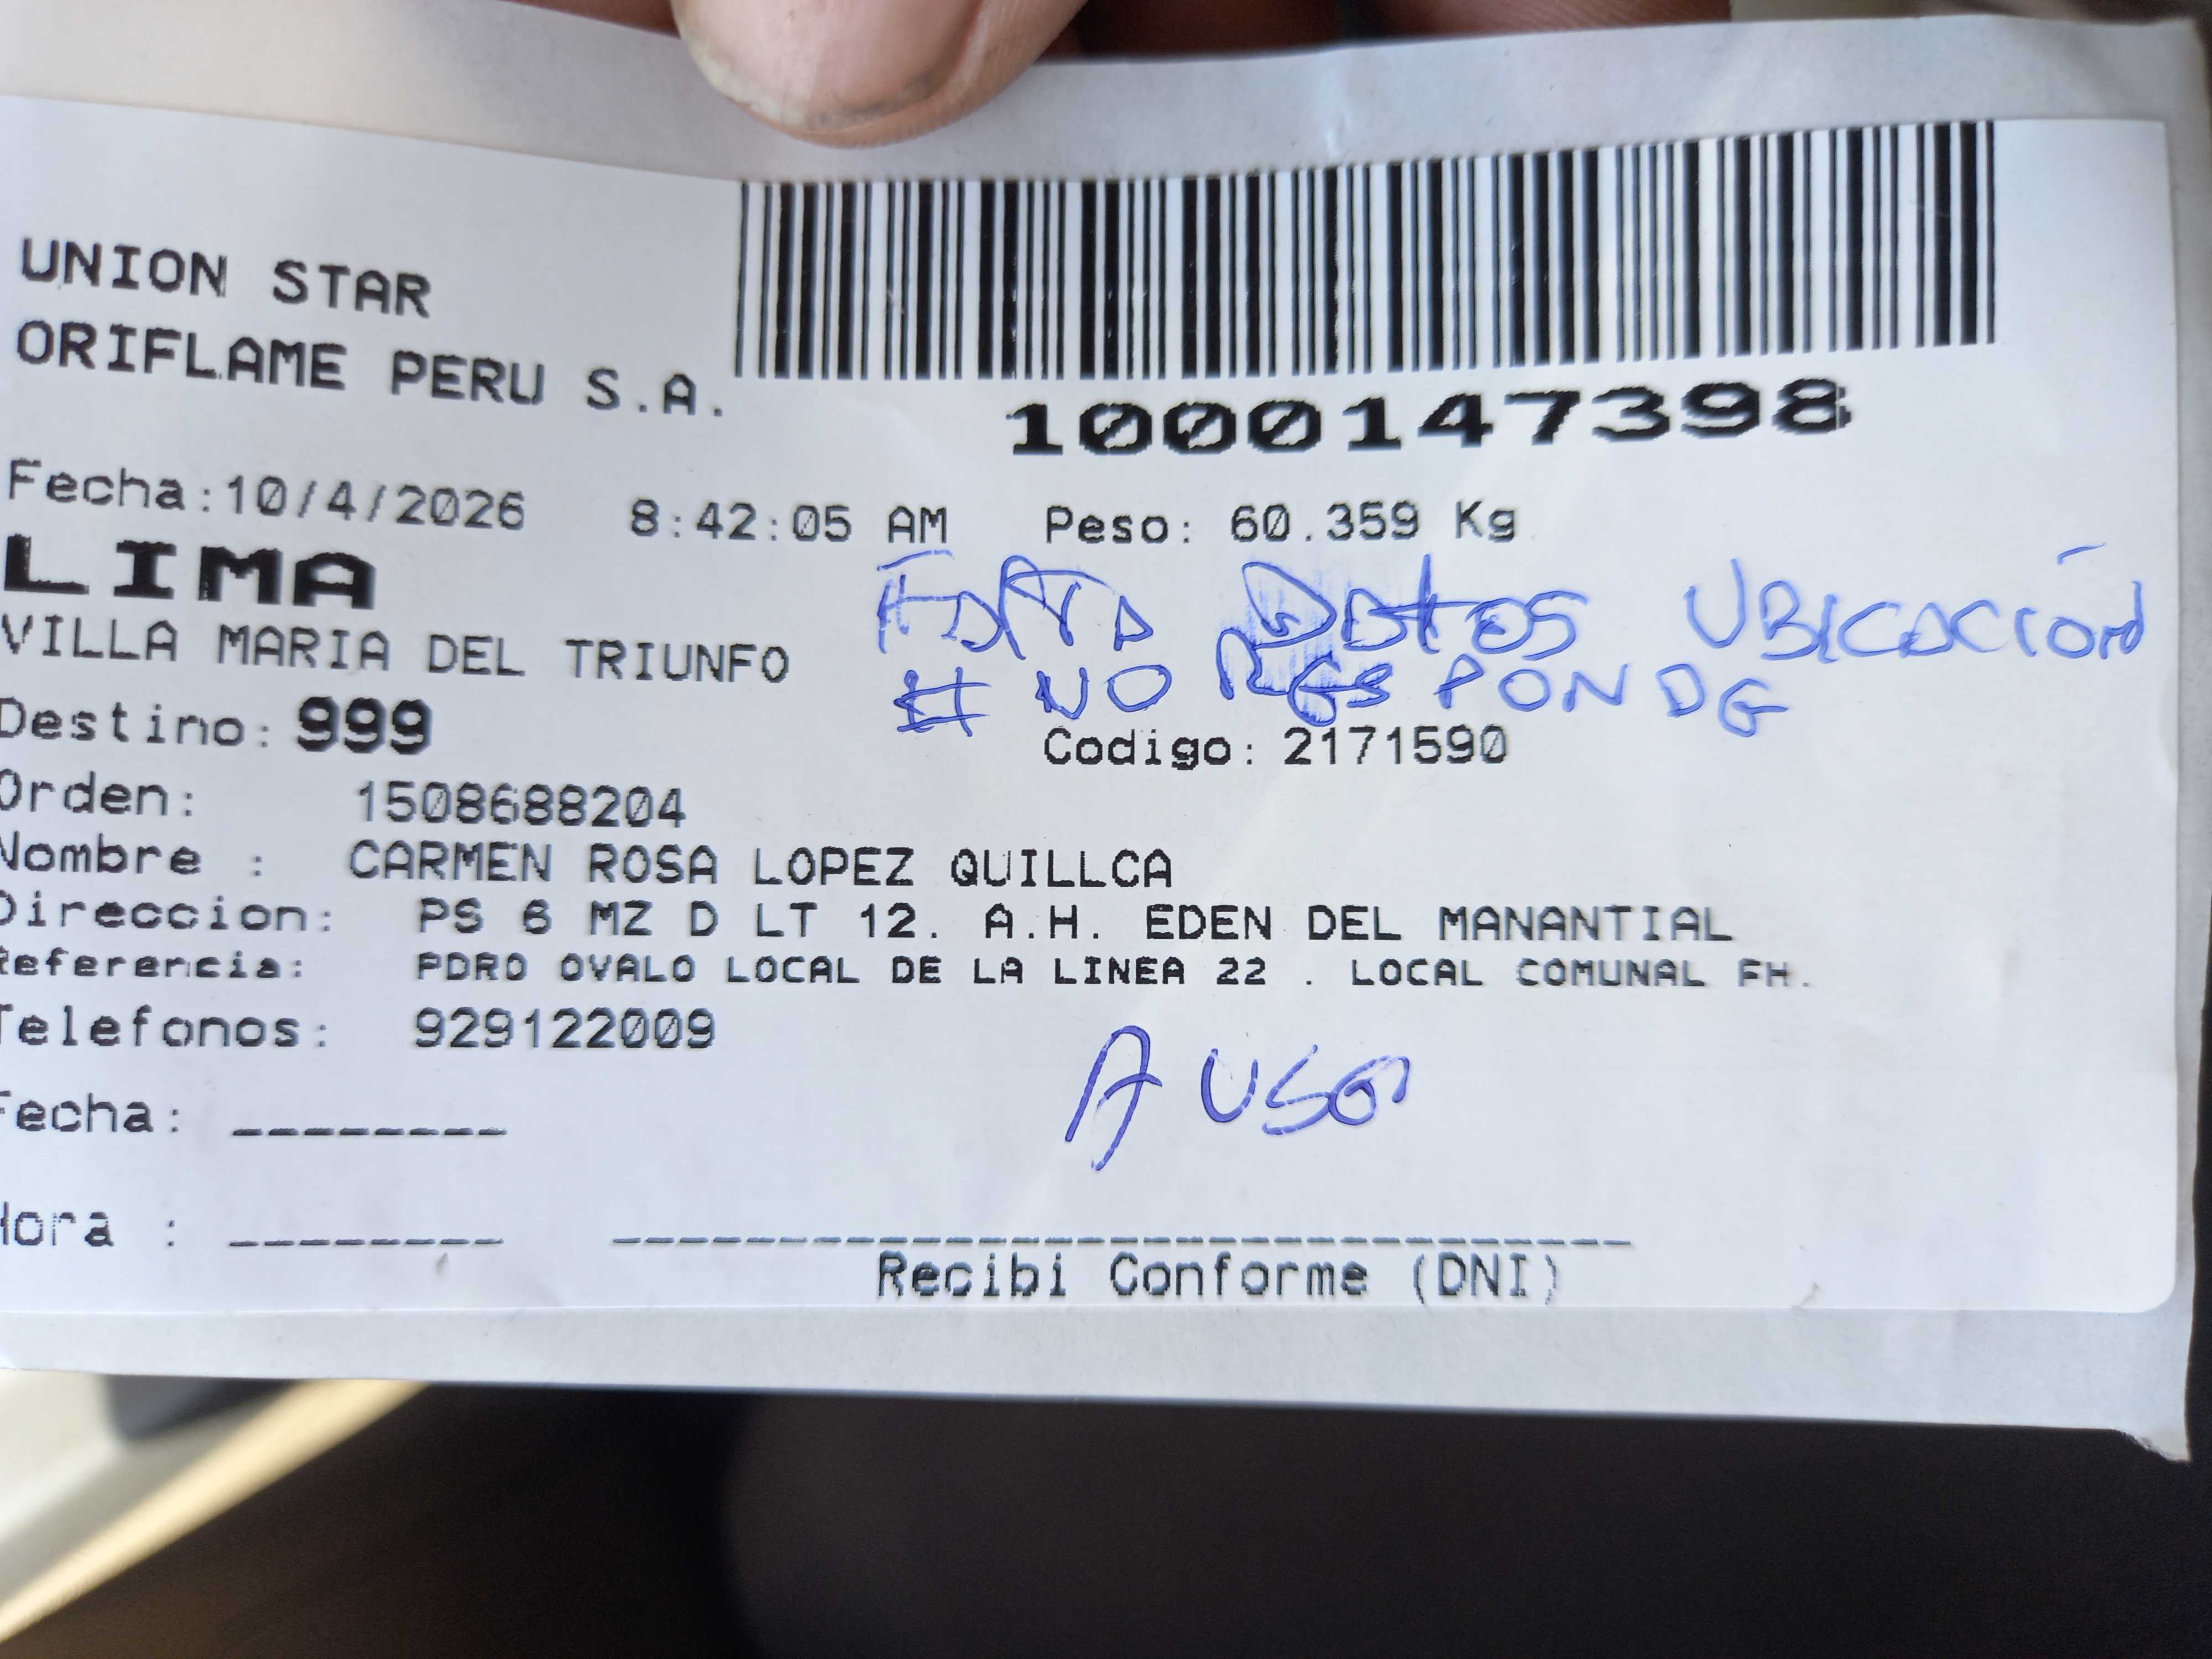 UNION STAR
ORIFLAME PERU S.A.
1000147398
Fecha:10/4/2026 8:42:05 AM Peso: 60.359 Kg
LIMA
FALTA DATOS UBICACIÓN
VILLA MARIA DEL TRIUNFO
# NO RESPONDE
Destino: 999
Codigo: 2171590
Orden: 1508688204
Nombre : CARMEN ROSA LOPEZ QUILLCA
Direccion: PS 6 MZ D LT 12. A.H. EDEN DEL MANANTIAL
Referencia: PDRO OVALO LOCAL DE LA LINEA 22 . LOCAL COMUNAL FH.
Telefonos: 929122009
Fecha: ________
Hora : ________
Recibi Conforme (DNI)